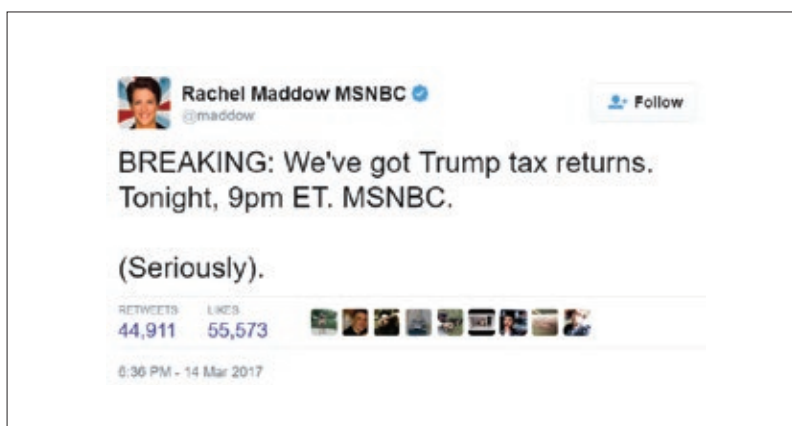 Rachel Maddow MSNBC
@maddow
Follow
BREAKING: We've got Trump tax returns.
Tonight, 9pm ET. MSNBC.
(Seriously).
RETWEETS LIKES
44,911 55,573
6:36 PM - 14 Mar 2017